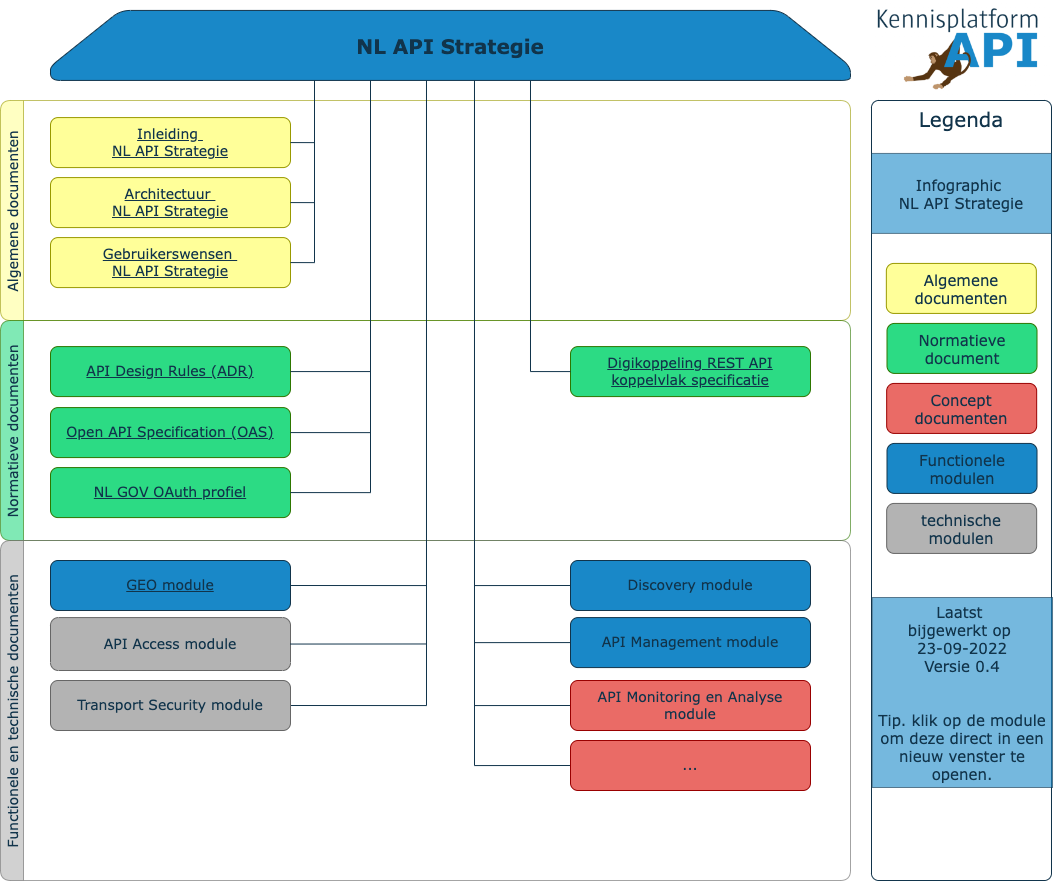 NL API Strategie
Kennisplatform
API
Algemene documenten
Inleiding
NL API Strategie
Architectuur
NL API Strategie
Gebruikerswensen
NL API Strategie
Normatieve documenten
API Design Rules (ADR)
Open API Specification (OAS)
NL GOV OAuth profiel
Digikoppeling REST API
koppelvlak specificatie
Functionele en technische documenten
GEO module
API Access module
Transport Security module
Discovery module
API Management module
API Monitoring en Analyse
module
...
Legenda
Infographic
NL API Strategie
Algemene
documenten
Normatieve
document
Concept
documenten
Functionele
modulen
technische
modulen
Laatst
bijgewerkt op
23-09-2022
Versie 0.4
Tip. klik op de module
om deze direct in een
nieuw venster te
openen.